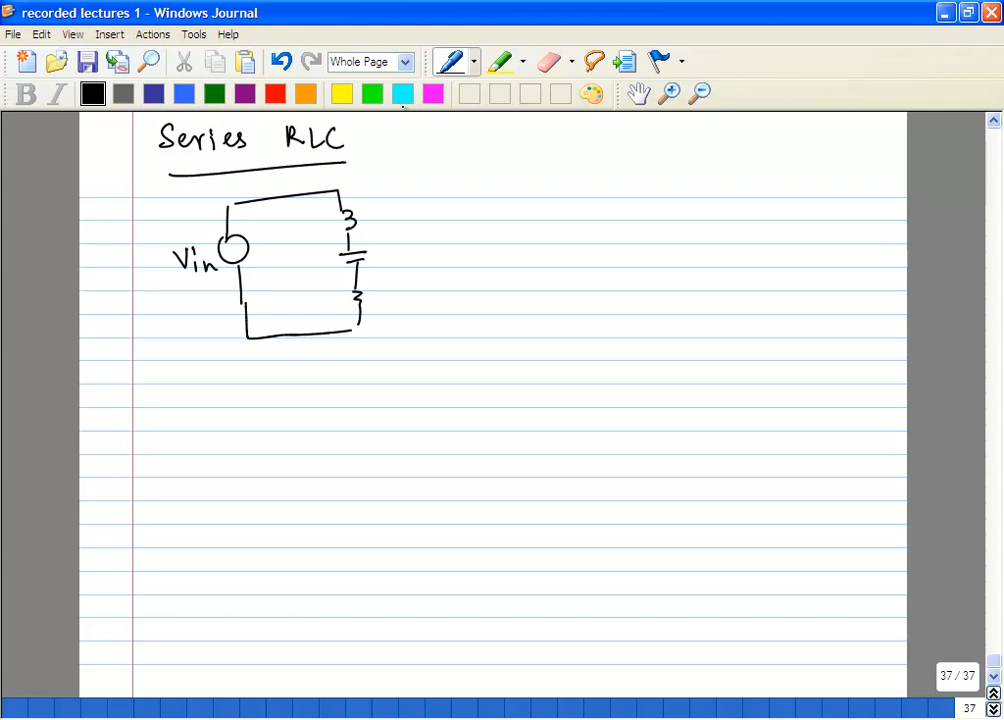 recorded lectures 1 - Windows Journal
File Edit View Insert Actions Tools Help
Whole Page
B I
Series RLC
Vin
37 / 37
37